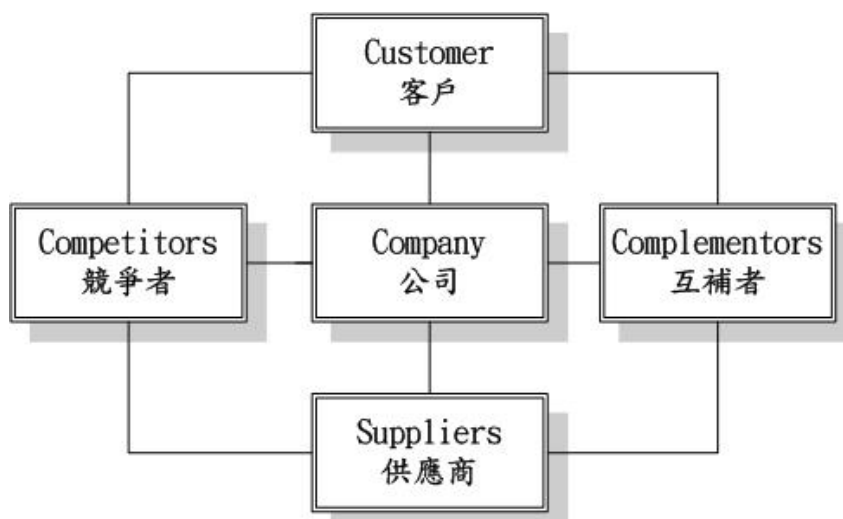 Customer
客戶
Competitors
競爭者
Company
公司
Complementors
互補者
Suppliers
供應商